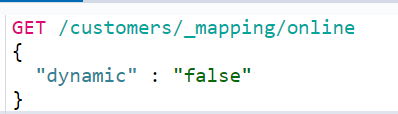 GET /customers/_mapping/online
{
  "dynamic" : "false"
}